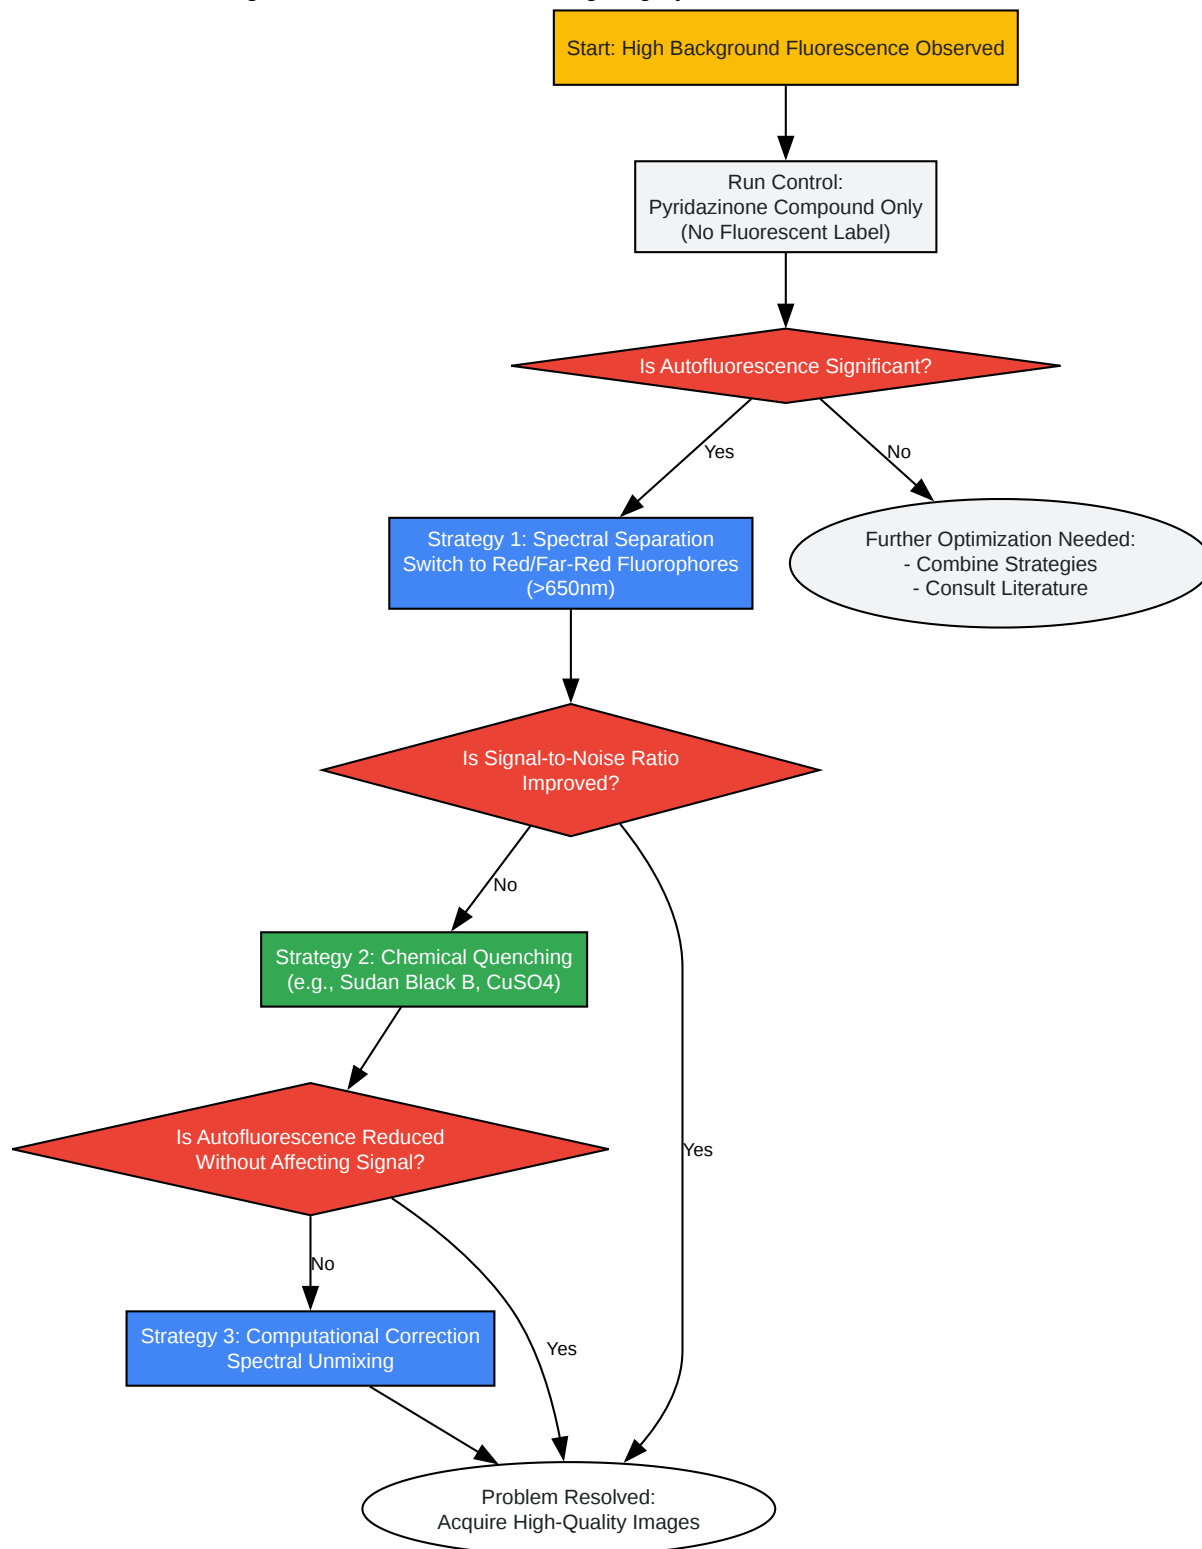 Start: High Background Fluorescence Observed
Run Control:
Pyridazinone Compound Only
(No Fluorescent Label)
Is Autofluorescence Significant?
Yes
No
Strategy 1: Spectral Separation
Switch to Red/Far-Red Fluorophores
(>650nm)
Further Optimization Needed:
- Combine Strategies
- Consult Literature
Is Signal-to-Noise Ratio
Improved?
No
Strategy 2: Chemical Quenching
(e.g., Sudan Black B, CuSO4)
Is Autofluorescence Reduced
Without Affecting Signal?
Yes
No
Strategy 3: Computational Correction
Spectral Unmixing
Yes
Problem Resolved:
Acquire High-Quality Images